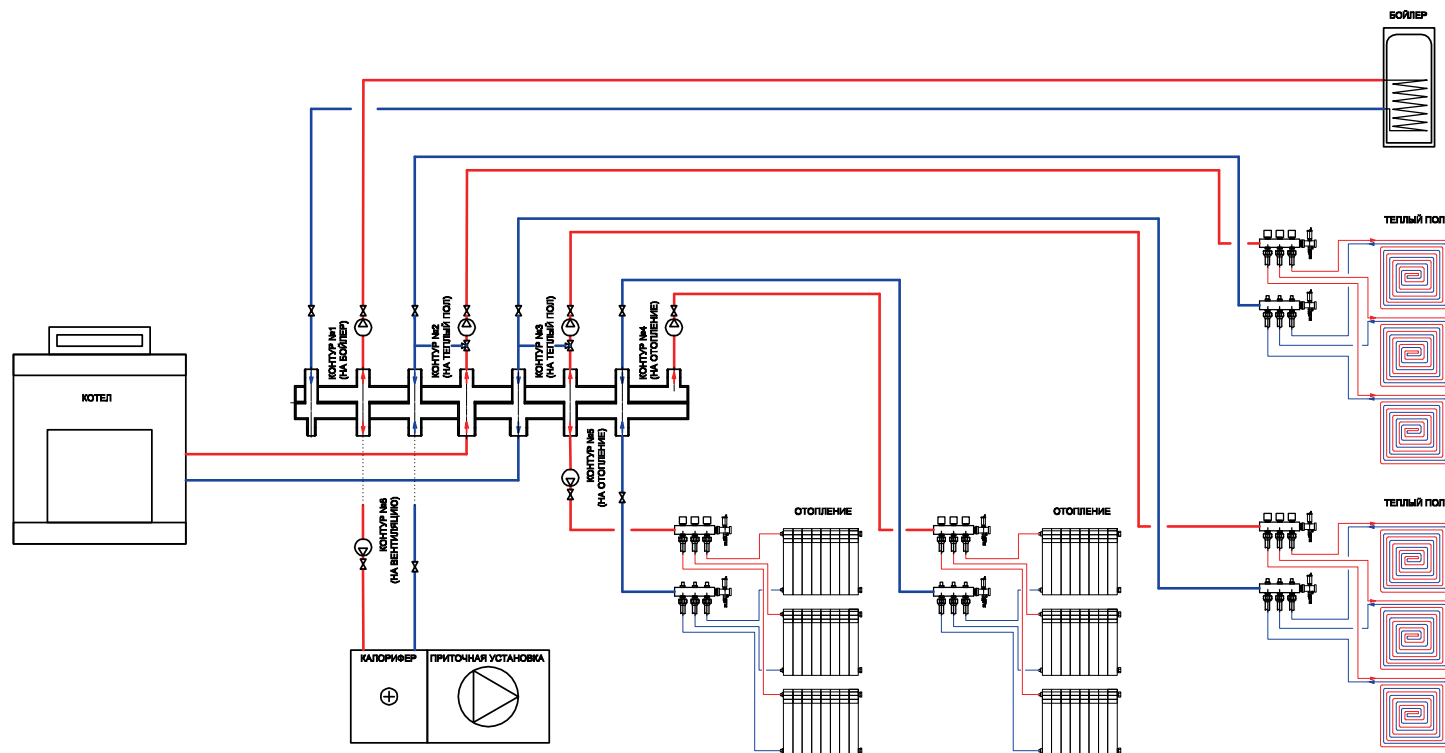 БОЙЛЕР
ТЕПЛЫЙ ПОЛ
КОНТУР №1
(НА БОЙЛЕР)
КОНТУР №2
(НА ТЕПЛЫЙ ПОЛ)
КОНТУР №3
(НА ТЕПЛЫЙ ПОЛ)
КОНТУР №4
(НА ОТОПЛЕНИЕ)
КОТЕЛ
КОНТУР №5
(НА ОТОПЛЕНИЕ)
КОНТУР №6
(НА ВЕНТИЛЯЦИЮ)
ОТОПЛЕНИЕ
ОТОПЛЕНИЕ
ТЕПЛЫЙ ПОЛ
КАЛОРИФЕР
ПРИТОЧНАЯ УСТАНОВКА